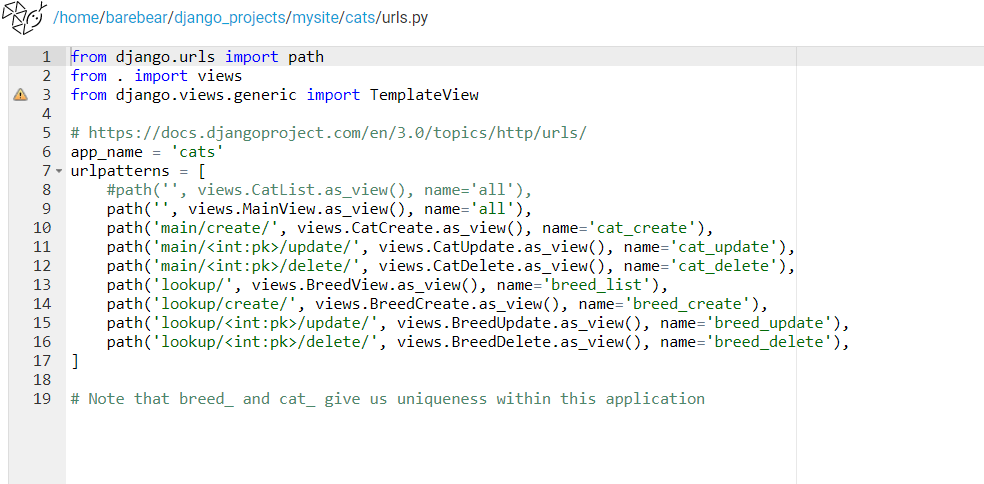 /home/barebear/django_projects/mysite/cats/urls.py
1 from django.urls import path
2 from . import views
3 from django.views.generic import TemplateView
4
5 # https://docs.djangoproject.com/en/3.0/topics/http/urls/
6 app_name = 'cats'
7 urlpatterns = [
8     #path('', views.CatList.as_view(), name='all'),
9     path('', views.MainView.as_view(), name='all'),
10     path('main/create/', views.CatCreate.as_view(), name='cat_create'),
11     path('main/<int:pk>/update/', views.CatUpdate.as_view(), name='cat_update'),
12     path('main/<int:pk>/delete/', views.CatDelete.as_view(), name='cat_delete'),
13     path('lookup/', views.BreedView.as_view(), name='breed_list'),
14     path('lookup/create/', views.BreedCreate.as_view(), name='breed_create'),
15     path('lookup/<int:pk>/update/', views.BreedUpdate.as_view(), name='breed_update'),
16     path('lookup/<int:pk>/delete/', views.BreedDelete.as_view(), name='breed_delete'),
17 ]
18
19 # Note that breed_ and cat_ give us uniqueness within this application